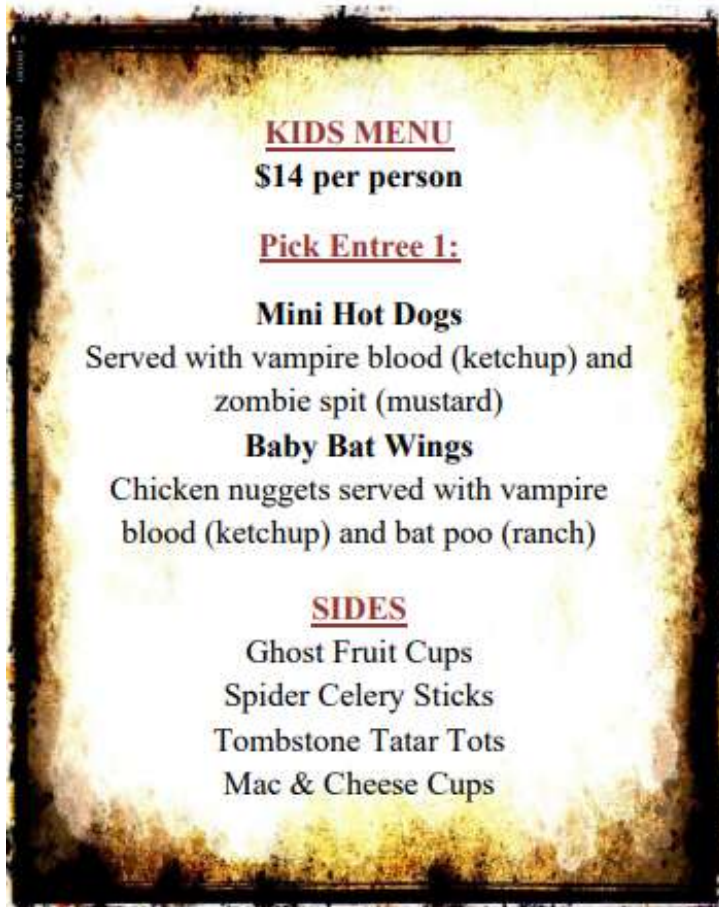 KIDS MENU
$14 per person
Pick Entree 1:
Mini Hot Dogs
Served with vampire blood (ketchup) and
zombie spit (mustard)
Baby Bat Wings
Chicken nuggets served with vampire
blood (ketchup) and bat poo (ranch)
SIDES
Ghost Fruit Cups
Spider Celery Sticks
Tombstone Tatar Tots
Mac & Cheese Cups